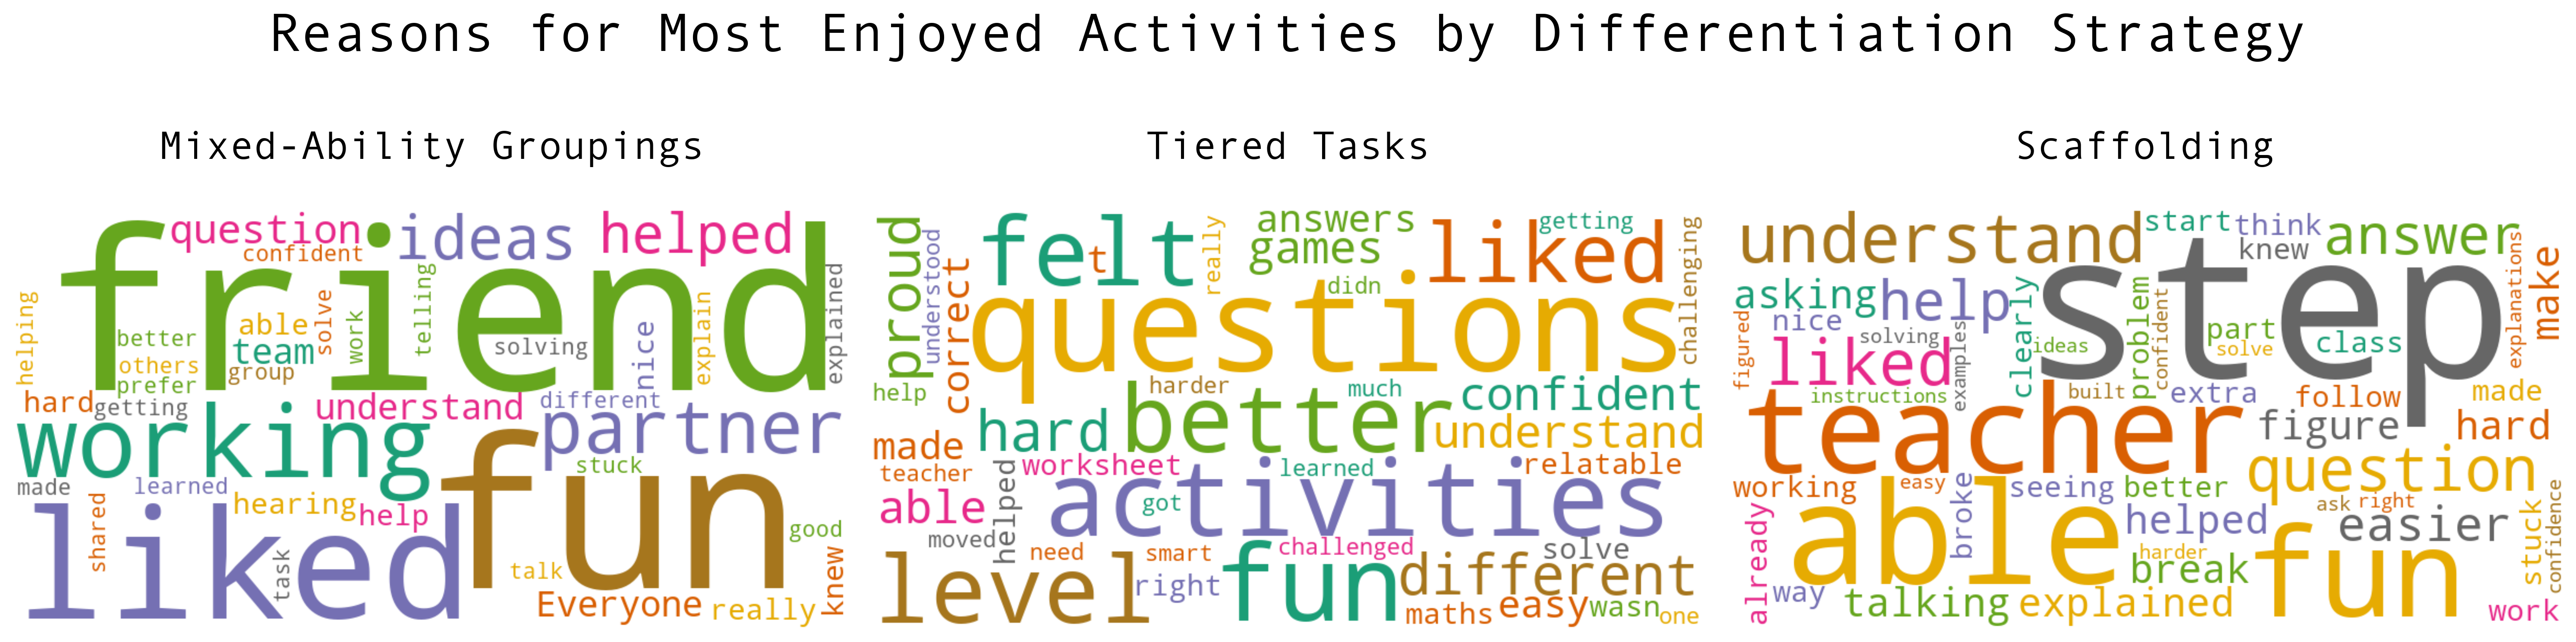 Reasons for Most Enjoyed Activities by Differentiation Strategy
Mixed-Ability Groupings
friend
question
ideas
helped
confident
helping
better
others
prefer
able
team
group
solve
work
telling
solving
nice
explain
explained
hard
getting
understand
different
working
partner
stuck
made
learned
hearing
help
fun
shared
liked
task
talk
good
Everyone
really
knew
Tiered Tasks
proud
understood
felt
t
really
answers
games
liked
getting
challenging
didn
correct
questions
help
harder
much
confident
hard
better
understand
made
teacher
worksheet
learned
relatable
able
helped
activities
got
moved
need
smart
challenged
solve
level
right
fun
different
maths
easy
wasn
one
Scaffolding
understand
start
think
knew
answer
step
asking
help
nice
solving
clearly
problem
confident
part
solve
class
explanations
make
figured
liked
examples
ideas
instructions
built
extra
follow
made
teacher
figure
hard
question
working
easy
broke
seeing
better
ask
right
already
able
helped
easier
stuck
confidence
harder
break
fun
way
talking
explained
work